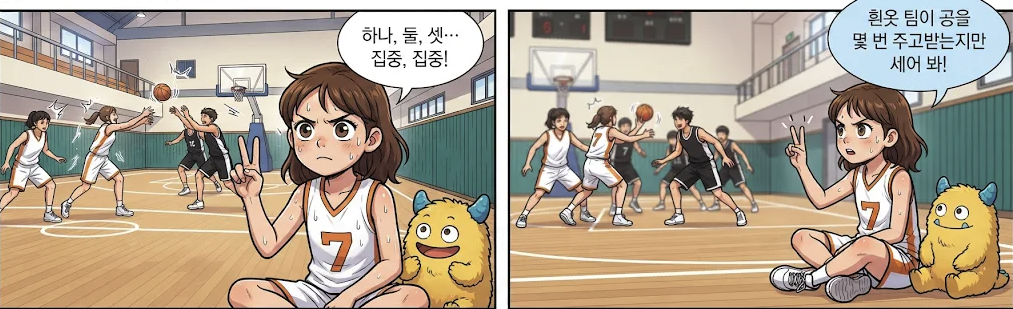 하나, 둘, 셋…
집중, 집중!
7
흰옷 팀이 공을
몇 번 주고받는지만
세어 봐!
7